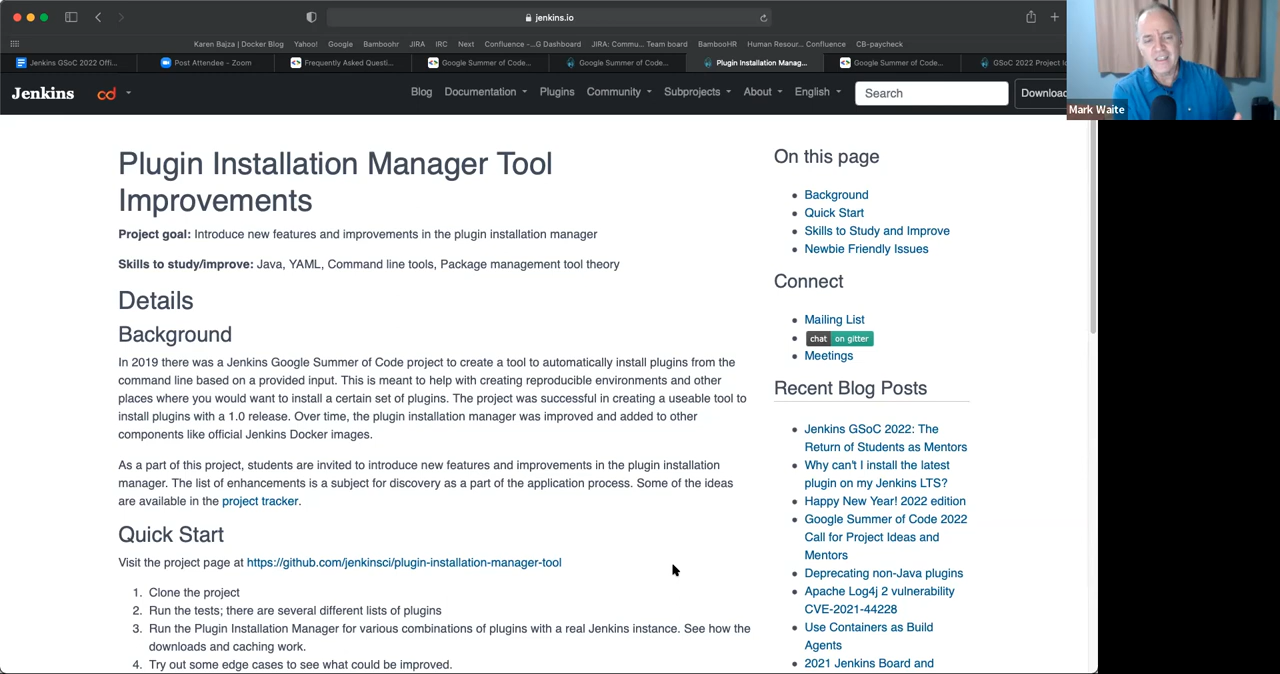 jenkins.io
Karen Bajza | Docker Blog Yahoo! Google Bamboohr JIRA IRC Next Confluence -...G Dashboard JIRA: Commu... Team board BambooHR Human Resour... Confluence CB-paycheck
Jenkins GSoC 2022 Offi... Post Attendee - Zoom Frequently Asked Questi... Google Summer of Code... Google Summer of Code... Plugin Installation Manag... Google Summer of Code... GSoC 2022 Project Id
Jenkins cd Blog Documentation Plugins Community Subprojects About English Search Download
Mark Waite
Plugin Installation Manager Tool
Improvements
Project goal: Introduce new features and improvements in the plugin installation manager
Skills to study/improve: Java, YAML, Command line tools, Package management tool theory
Details
Background
In 2019 there was a Jenkins Google Summer of Code project to create a tool to automatically install plugins from the
command line based on a provided input. This is meant to help with creating reproducible environments and other
places where you would want to install a certain set of plugins. The project was successful in creating a useable tool to
install plugins with a 1.0 release. Over time, the plugin installation manager was improved and added to other
components like official Jenkins Docker images.
As a part of this project, students are invited to introduce new features and improvements in the plugin installation
manager. The list of enhancements is a subject for discovery as a part of the application process. Some of the ideas
are available in the project tracker.
Quick Start
Visit the project page at https://github.com/jenkinsci/plugin-installation-manager-tool
1. Clone the project
2. Run the tests; there are several different lists of plugins
3. Run the Plugin Installation Manager for various combinations of plugins with a real Jenkins instance. See how the
downloads and caching work.
4. Try out some edge cases to see what could be improved.
On this page
Background
Quick Start
Skills to Study and Improve
Newbie Friendly Issues
Connect
Mailing List
chat on gitter
Meetings
Recent Blog Posts
Jenkins GSoC 2022: The
Return of Students as Mentors
Why can't I install the latest
plugin on my Jenkins LTS?
Happy New Year! 2022 edition
Google Summer of Code 2022
Call for Project Ideas and
Mentors
Deprecating non-Java plugins
Apache Log4j 2 vulnerability
CVE-2021-44228
Use Containers as Build
Agents
2021 Jenkins Board and